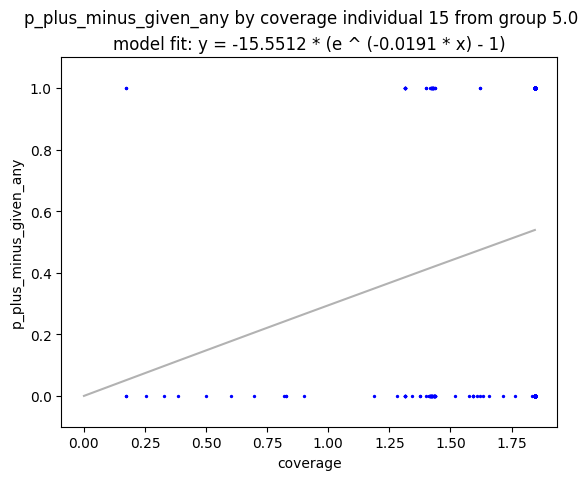 p_plus_minus_given_any by coverage individual 15 from group 5.0
model fit: y = -15.5512 * (e ^ (-0.0191 * x) - 1)
1.0
0.8
0.6
0.4
0.2
0.0
p_plus_minus_given_any
0.00 0.25 0.50 0.75 1.00 1.25 1.50 1.75
coverage